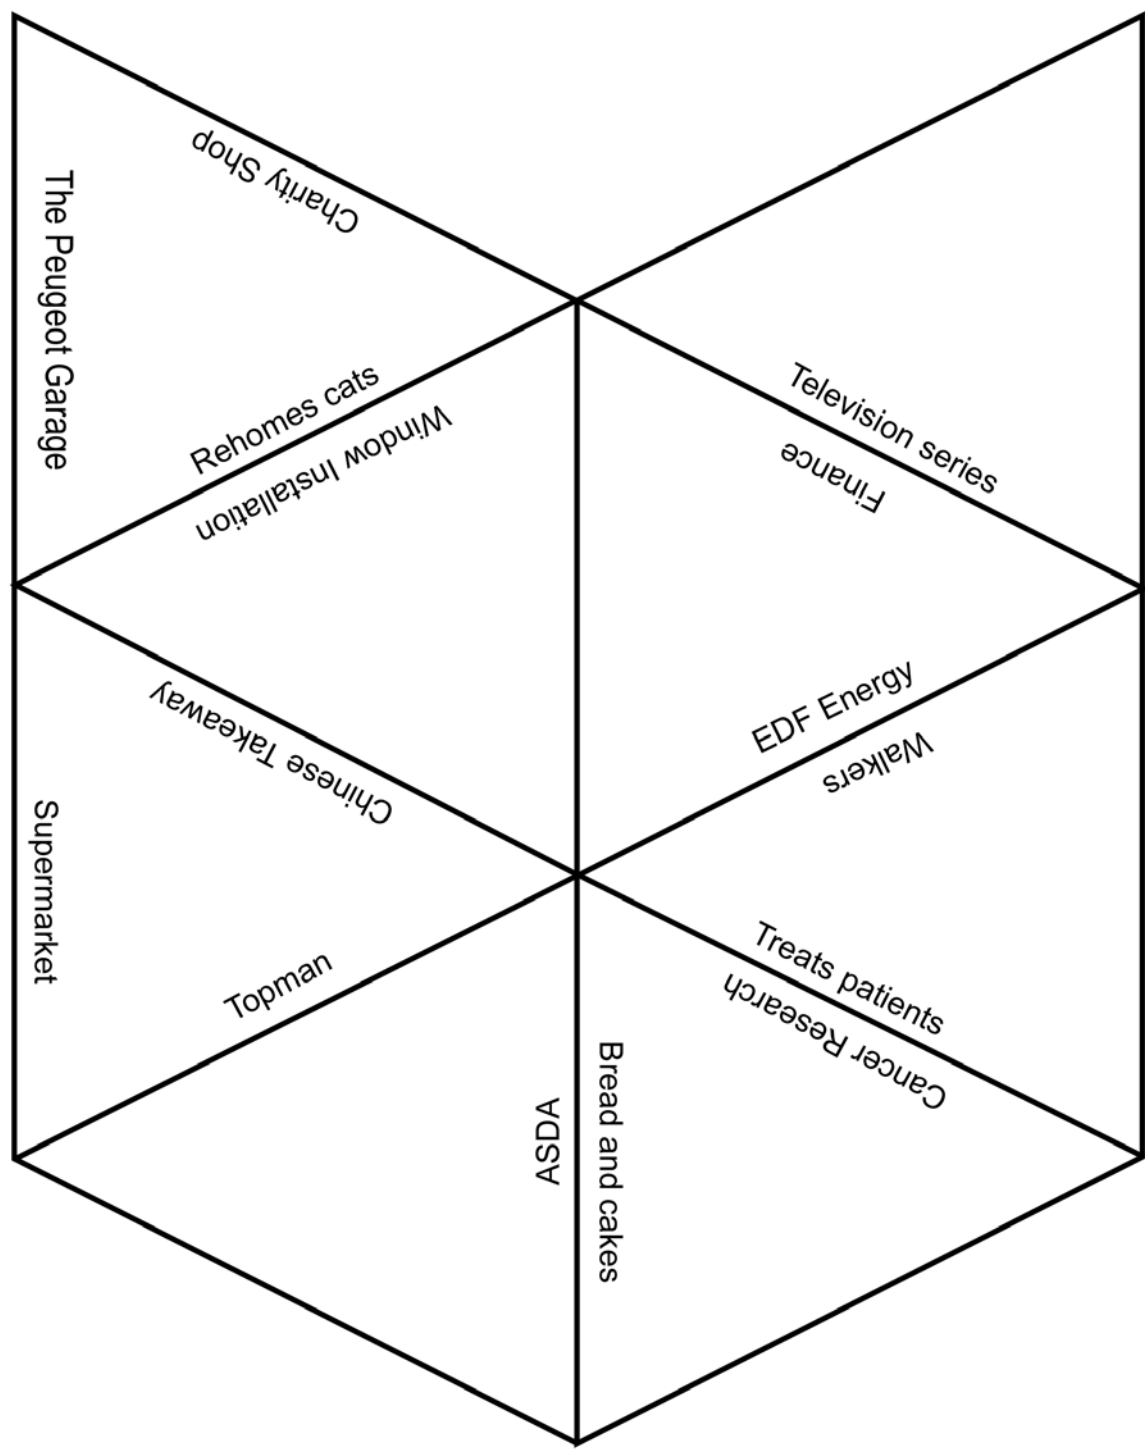 Charity Shop
The Peugeot Garage
Rehomes cats
Window Installation
Television series
Finance
EDF Energy
Walkers
Chinese Takeaway
Supermarket
Topman
Treats patients
Cancer Research
Bread and cakes
ASDA